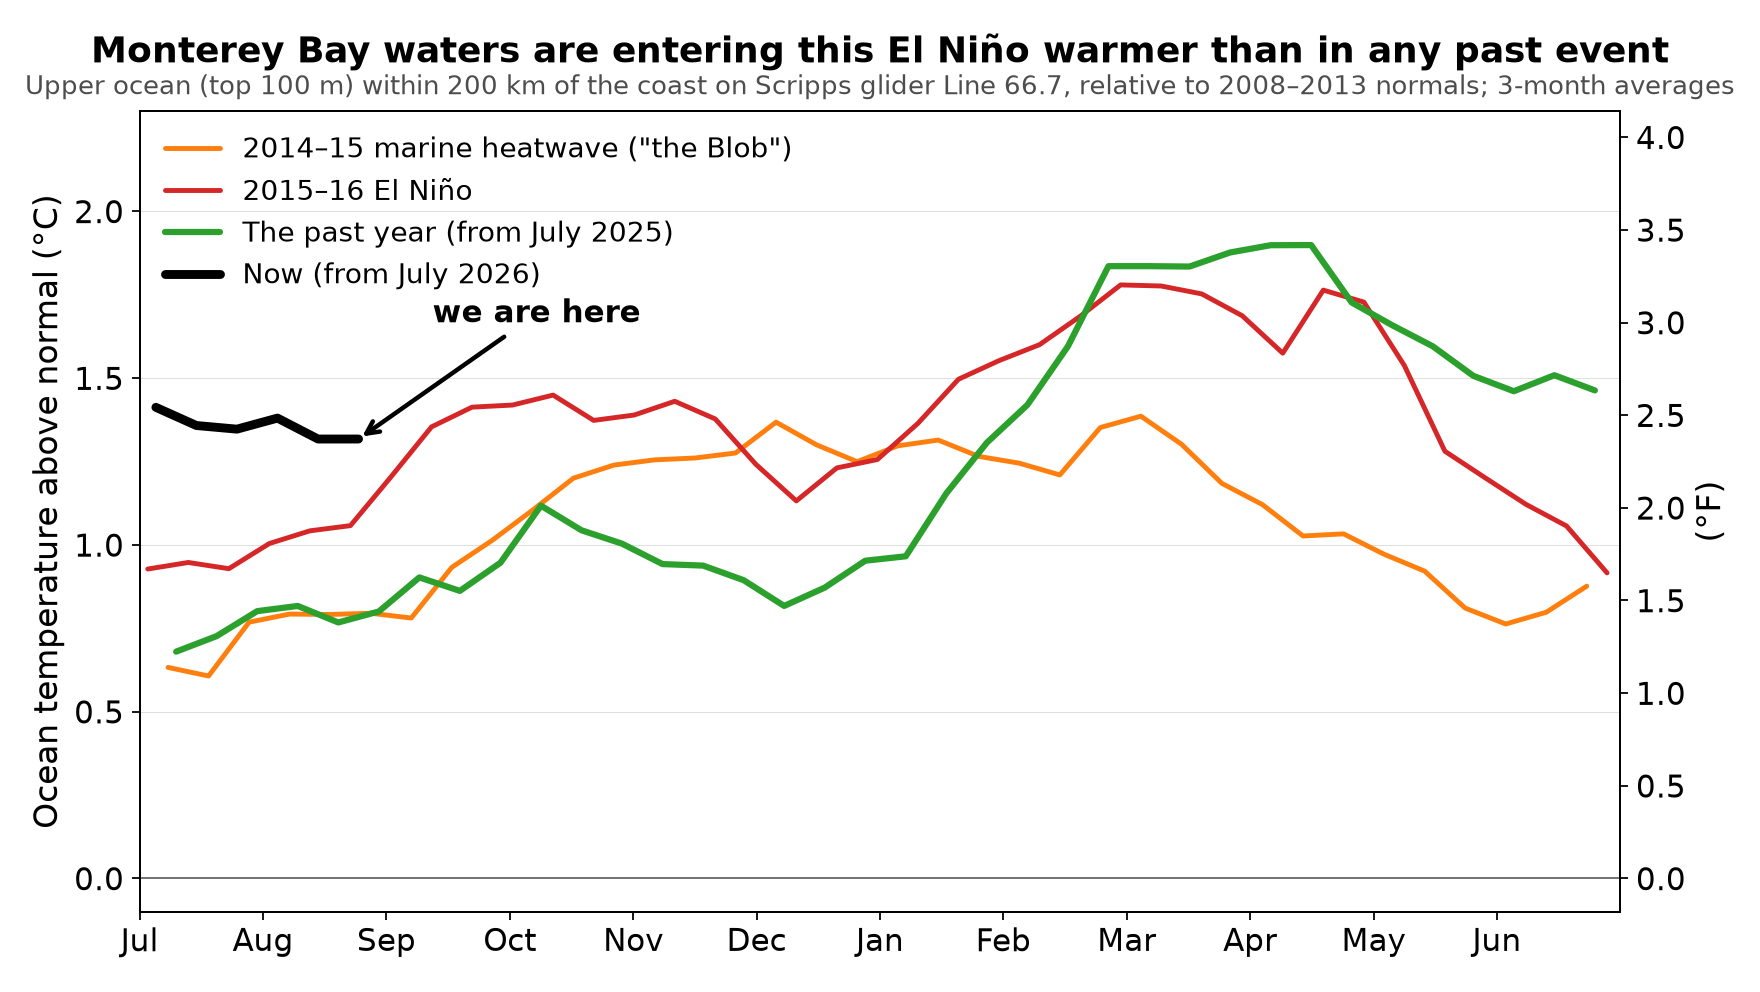 Monterey Bay waters are entering this El Niño warmer than in any past event
Upper ocean (top 100 m) within 200 km of the coast on Scripps glider Line 66.7, relative to 2008–2013 normals; 3-month averages
2014–15 marine heatwave ("the Blob")
2015–16 El Niño
The past year (from July 2025)
Now (from July 2026)
we are here
Ocean temperature above normal (°C)
2.0
1.5
1.0
0.5
0.0
4.0
3.5
3.0
2.5
2.0
1.5
1.0
0.5
0.0
(°F)
Jul Aug Sep Oct Nov Dec Jan Feb Mar Apr May Jun